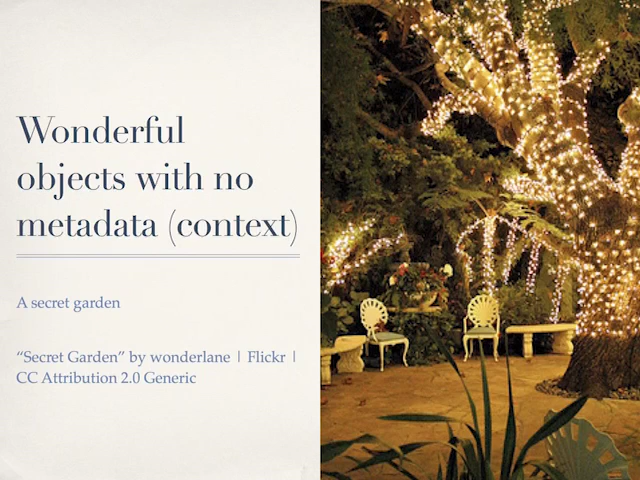 Wonderful
objects with no
metadata (context)
A secret garden
“Secret Garden” by wonderlane | Flickr |
CC Attribution 2.0 Generic